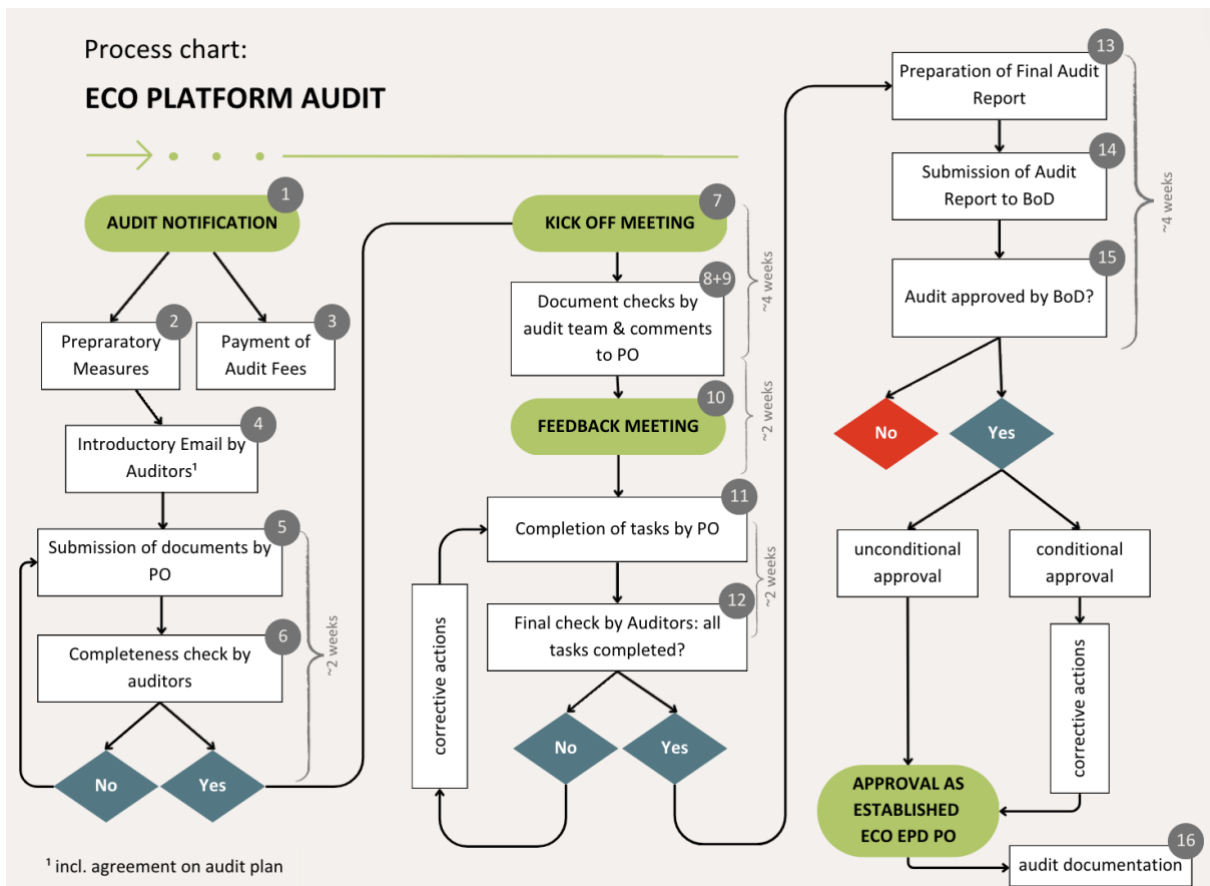 Process chart:
ECO PLATFORM AUDIT
1
AUDIT NOTIFICATION
2
Prepraratory
Measures
3
Payment of
Audit Fees
4
Introductory Email by
Auditors¹
5
Submission of documents by
PO
6
Completeness check by
auditors
~2 weeks
No
Yes
¹ incl. agreement on audit plan
7
KICK OFF MEETING
8+9
Document checks by
audit team & comments
to PO
~4 weeks
10
FEEDBACK MEETING
~2 weeks
11
Completion of tasks by PO
12
Final check by Auditors: all
tasks completed?
~2 weeks
corrective actions
No
Yes
13
Preparation of Final Audit
Report
14
Submission of Audit
Report to BoD
15
Audit approved by BoD?
~4 weeks
No
Yes
unconditional
approval
conditional
approval
corrective actions
APPROVAL AS
ESTABLISHED
ECO EPD PO
16
audit documentation